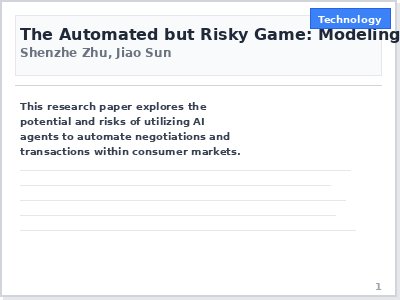 Technology
The Automated but Risky Game: Modeling
Shenzhe Zhu, Jiao Sun
This research paper explores the
potential and risks of utilizing AI
agents to automate negotiations and
transactions within consumer markets.
1